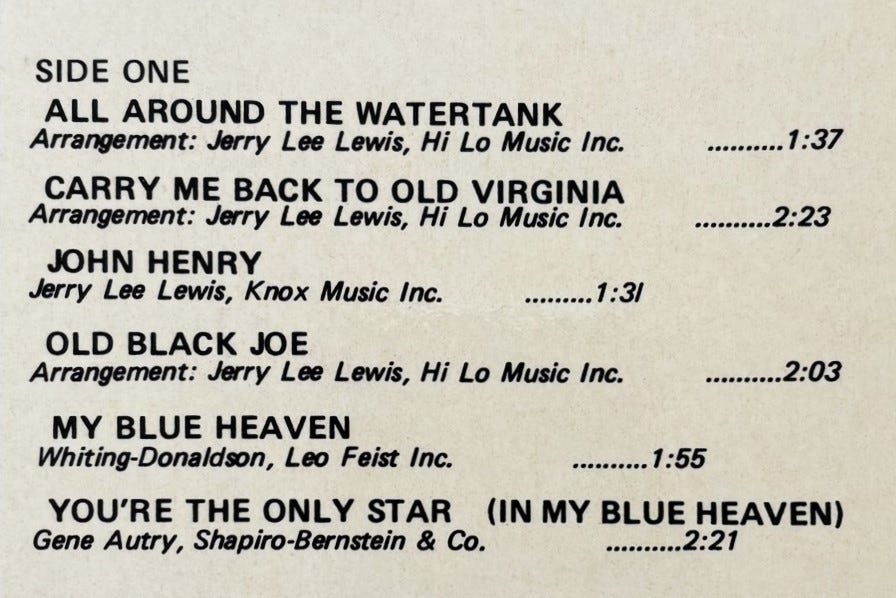 SIDE ONE
ALL AROUND THE WATERTANK
Arrangement: Jerry Lee Lewis, Hi Lo Music Inc. ..........1:37
CARRY ME BACK TO OLD VIRGINIA
Arrangement: Jerry Lee Lewis, Hi Lo Music Inc. ..........2:23
JOHN HENRY
Jerry Lee Lewis, Knox Music Inc. .........1:31
OLD BLACK JOE
Arrangement: Jerry Lee Lewis, Hi Lo Music Inc. ..........2:03
MY BLUE HEAVEN
Whiting-Donaldson, Leo Feist Inc. ..........1:55
YOU'RE THE ONLY STAR (IN MY BLUE HEAVEN)
Gene Autry, Shapiro-Bernstein & Co. ..........2:21